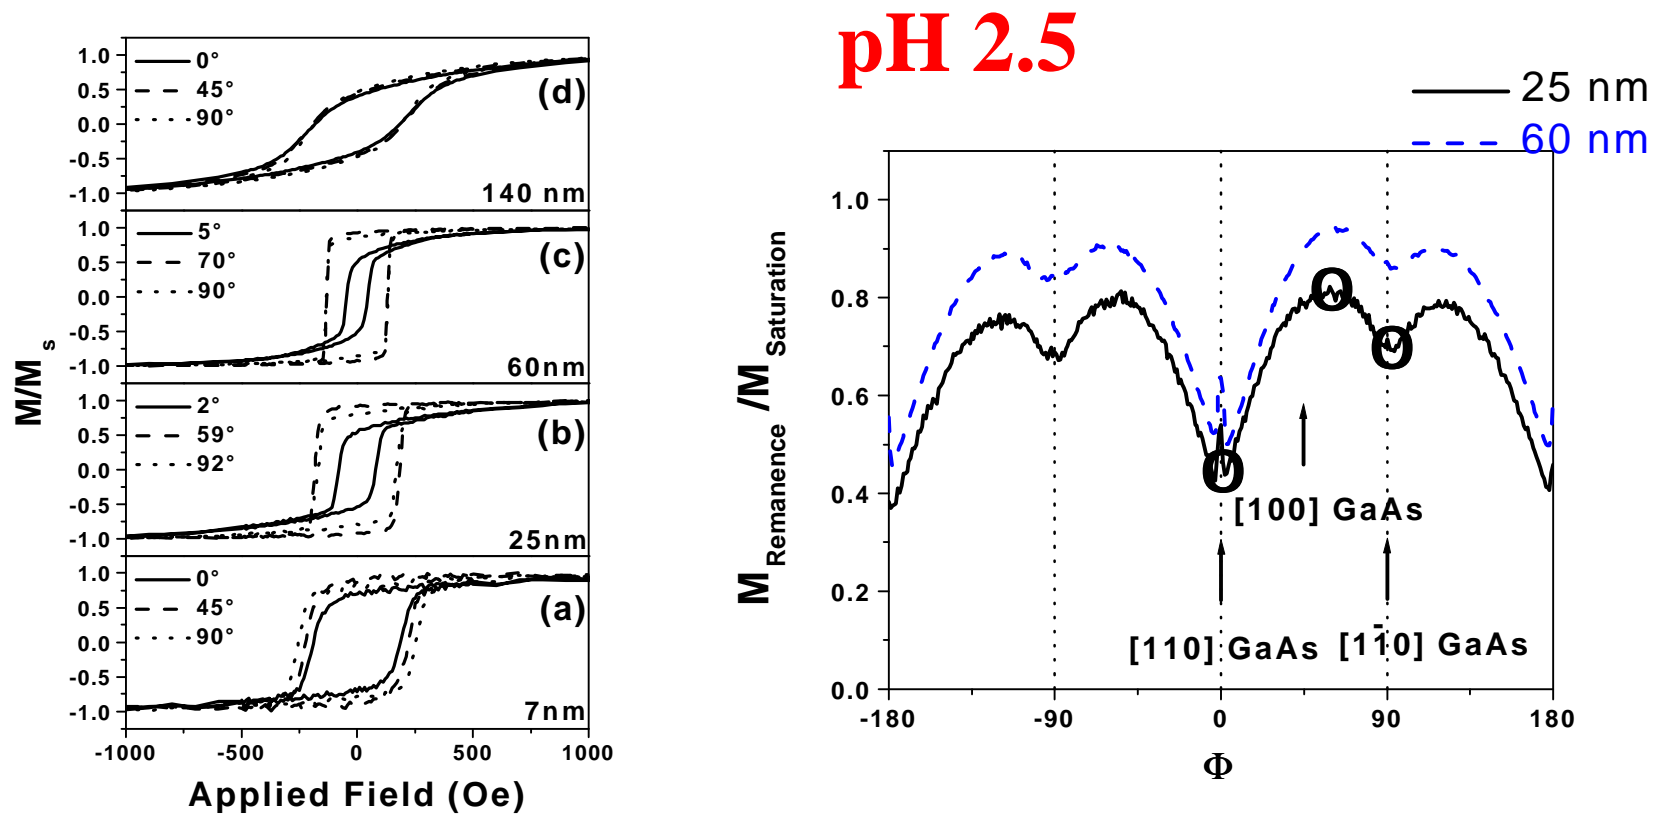 pH 2.5
1.0
0.5
0.0
-0.5
-1.0
0°
45°
90°
(d)
140 nm
1.0
0.5
0.0
-0.5
-1.0
5°
70°
90°
(c)
60nm
1.0
0.5
0.0
-0.5
-1.0
2°
59°
92°
(b)
25nm
1.0
0.5
0.0
-0.5
-1.0
0°
45°
90°
(a)
7nm
-1000 -500 0 500 1000
Applied Field (Oe)
M/Ms
25 nm
60 nm
1.0
0.8
0.6
0.4
0.2
0.0
MRemanence /MSaturation
[100] GaAs
[110] GaAs
[11̄0] GaAs
-180 -90 0 90 180
Φ